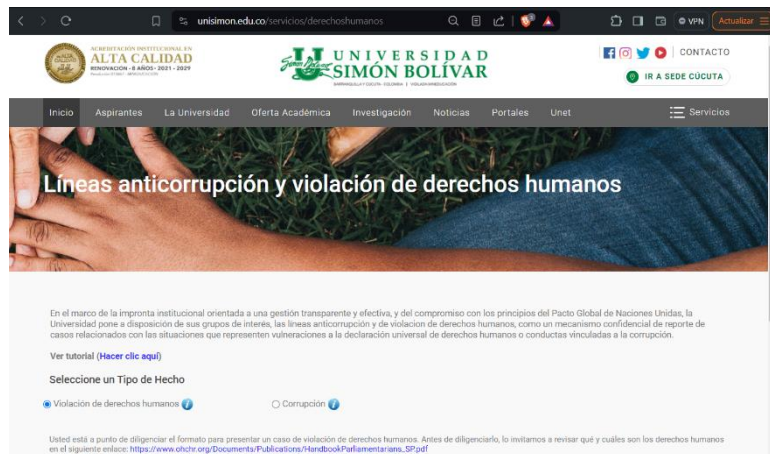 unisimon.edu.co/servicios/derechoshumanos
VPN
Actualizar
ACREDITACIÓN INSTITUCIONAL EN
ALTA CALIDAD
RENOVACIÓN - 8 AÑOS - 2021 - 2029
UNIVERSIDAD
SIMÓN BOLÍVAR
CONTACTO
IR A SEDE CÚCUTA
Inicio Aspirantes La Universidad Oferta Académica Investigación Noticias Portales Unet Servicios
Líneas anticorrupción y violación de derechos humanos
En el marco de la impronta institucional orientada a una gestión transparente y efectiva, y del compromiso con los principios del Pacto Global de Naciones Unidas, la
Universidad pone a disposición de sus grupos de interés, las líneas anticorrupción y de violacion de derechos humanos, como un mecanismo confidencial de reporte de
casos relacionados con las situaciones que representen vulneraciones a la declaración universal de derechos humanos o conductas vinculadas a la corrupción.
Ver tutorial (Hacer clic aquí)
Seleccione un Tipo de Hecho
Violación de derechos humanos Corrupción
Usted está a punto de diligenciar el formato para presentar un caso de violación de derechos humanos. Antes de diligenciarlo, lo invitamos a revisar qué y cuáles son los derechos humanos
en el siguiente enlace: https://www.ohchr.org/Documents/Publications/HandbookParliamentarians_SP.pdf